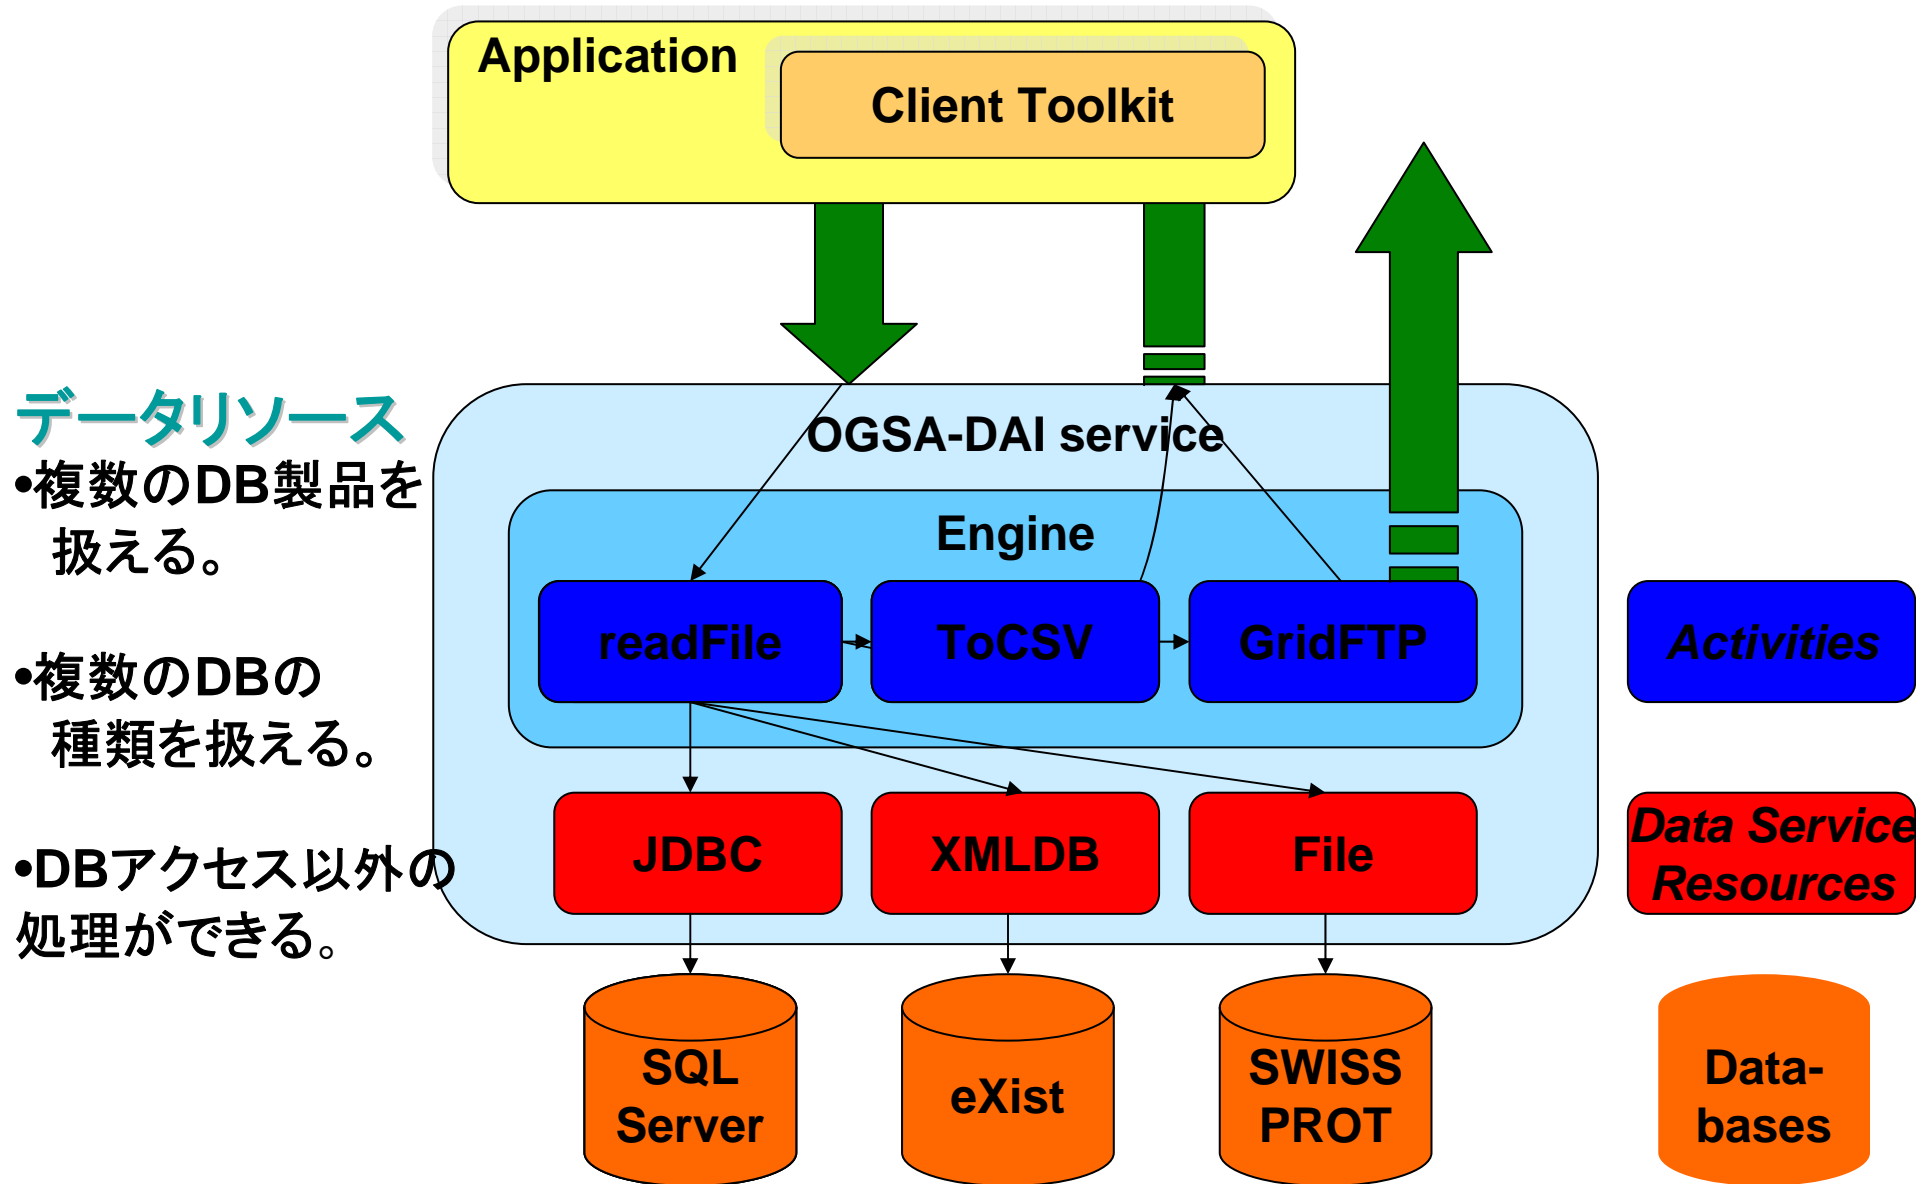 Application
Client Toolkit
データリソース
•複数のDB製品を
扱える。
•複数のDBの
種類を扱える。
•DBアクセス以外の
処理ができる。
OGSA-DAI service
Engine
readFile
ToCSV
GridFTP
Activities
JDBC
XMLDB
File
Data Service
Resources
SQL
Server
eXist
SWISS
PROT
Data-
bases